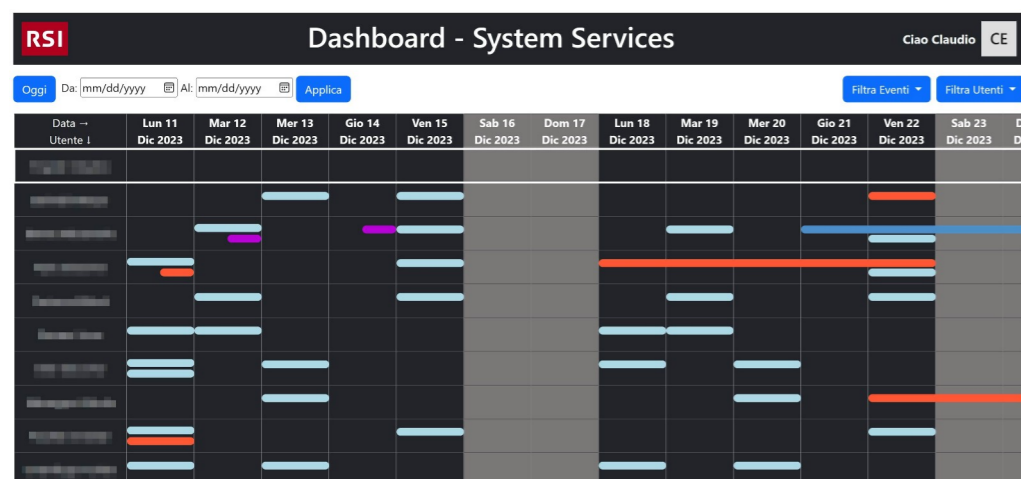 RSI
Dashboard - System Services
Ciao Claudio CE
Oggi Da: mm/dd/yyyy Al: mm/dd/yyyy Applica
Filtra Eventi Filtra Utenti
Data → Lun 11 Mar 12 Mer 13 Gio 14 Ven 15 Sab 16 Dom 17 Lun 18 Mar 19 Mer 20 Gio 21 Ven 22 Sab 23 D
Utente ↓ Dic 2023 Dic 2023 Dic 2023 Dic 2023 Dic 2023 Dic 2023 Dic 2023 Dic 2023 Dic 2023 Dic 2023 Dic 2023 Dic 2023 Dic 2023 D